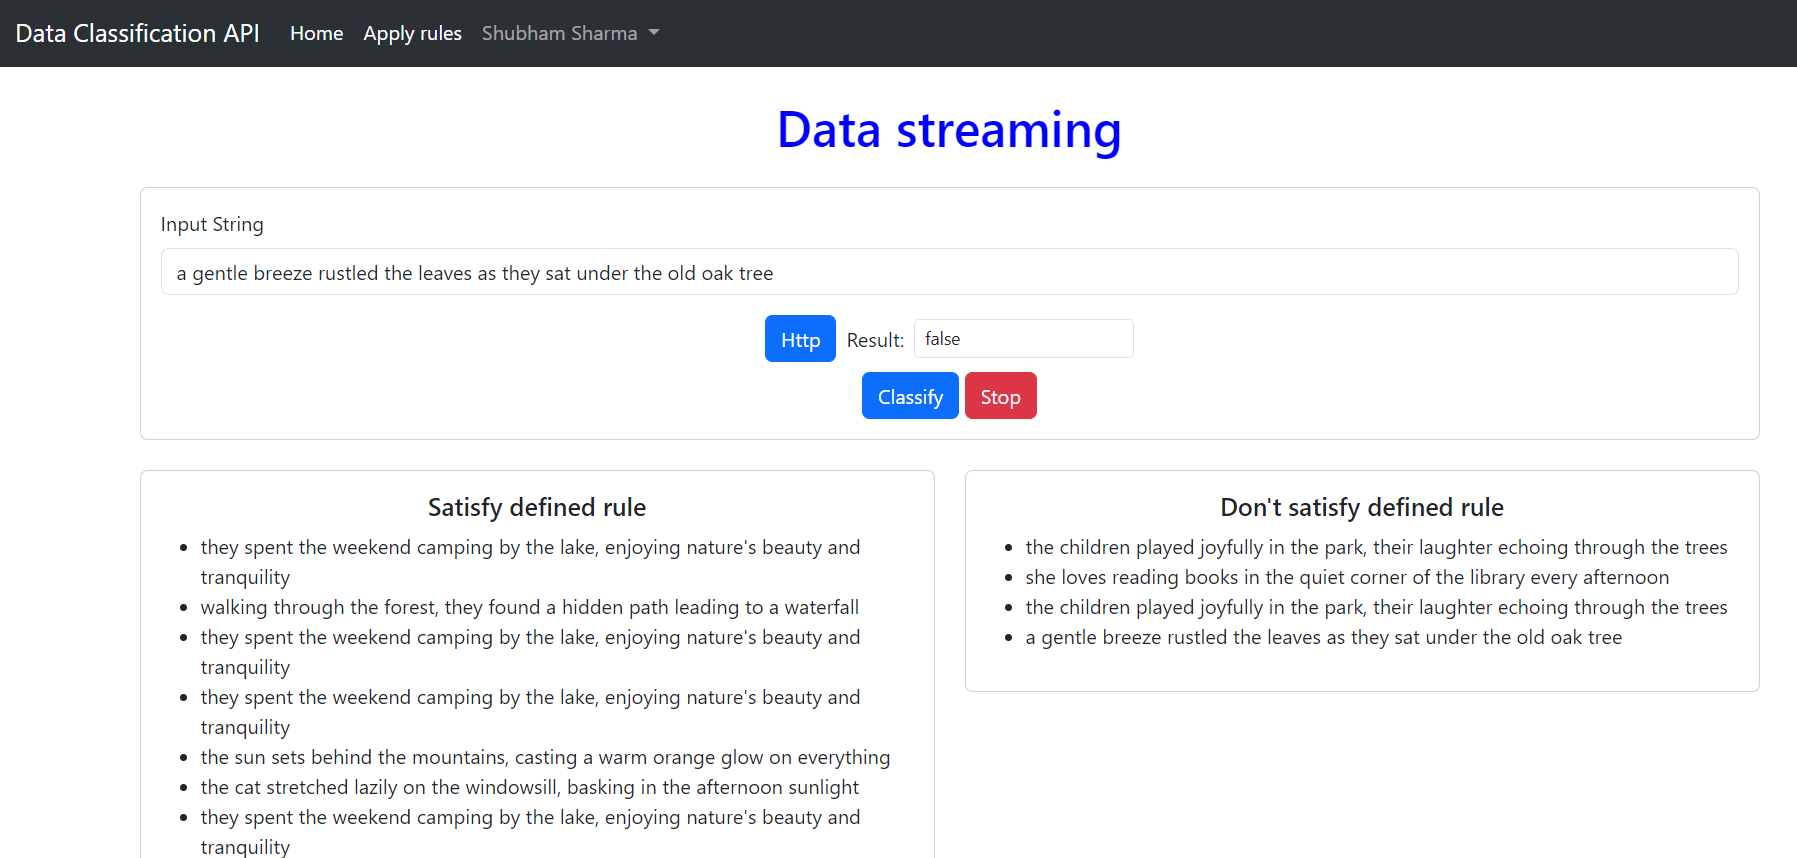 Data Classification API Home Apply rules Shubham Sharma
Data streaming
Input String
a gentle breeze rustled the leaves as they sat under the old oak tree
Http Result: false
Classify Stop
Satisfy defined rule
they spent the weekend camping by the lake, enjoying nature's beauty and
tranquility
walking through the forest, they found a hidden path leading to a waterfall
they spent the weekend camping by the lake, enjoying nature's beauty and
tranquility
they spent the weekend camping by the lake, enjoying nature's beauty and
tranquility
the sun sets behind the mountains, casting a warm orange glow on everything
the cat stretched lazily on the windowsill, basking in the afternoon sunlight
they spent the weekend camping by the lake, enjoying nature's beauty and
tranquility
Don't satisfy defined rule
the children played joyfully in the park, their laughter echoing through the trees
she loves reading books in the quiet corner of the library every afternoon
the children played joyfully in the park, their laughter echoing through the trees
a gentle breeze rustled the leaves as they sat under the old oak tree